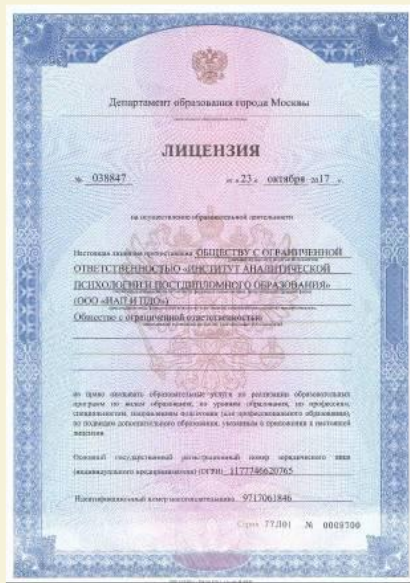 Департамент образования города Москвы
ЛИЦЕНЗИЯ
№ 038847 от « 23 » октября 2017 г.
на осуществление образовательной деятельности
Настоящая лицензия предоставлена ОБЩЕСТВУ С ОГРАНИЧЕННОЙ
ОТВЕТСТВЕННОСТЬЮ «ИНСТИТУТ АНАЛИТИЧЕСКОЙ
ПСИХОЛОГИИ И ПОСТДИПЛОМНОГО ОБРАЗОВАНИЯ»
(ООО «ИАП И ПДО»)
Общество с ограниченной ответственностью
на право оказывать образовательные услуги по реализации образовательных
программ по видам образования, по уровням образования, по профессиям,
специальностям, направлениям подготовки (для профессионального образования),
по подвидам дополнительного образования, указанным в приложении к настоящей
лицензии
Основной государственный регистрационный номер юридического лица
(индивидуального предпринимателя) (ОГРН) 1177746620765
Идентификационный номер налогоплательщика 9717061846
Серия 77Л01 № 0009700